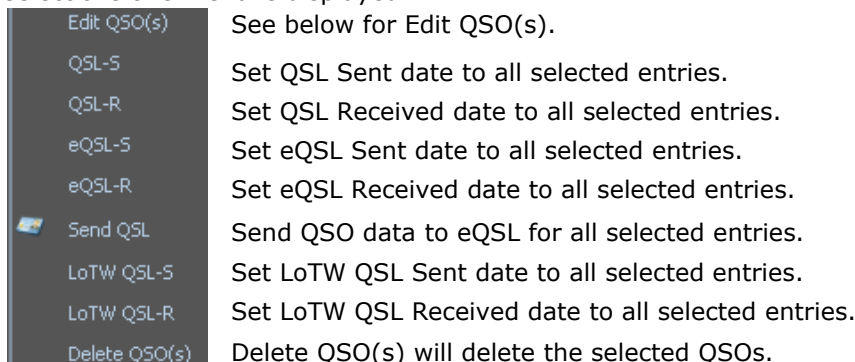 Edit QSO(s) See below for Edit QSO(s).
QSL-S Set QSL Sent date to all selected entries.
QSL-R Set QSL Received date to all selected entries.
eQSL-S Set eQSL Sent date to all selected entries.
eQSL-R Set eQSL Received date to all selected entries.
Send QSL Send QSO data to eQSL for all selected entries.
LoTW QSL-S Set LoTW QSL Sent date to all selected entries.
LoTW QSL-R Set LoTW QSL Received date to all selected entries.
Delete QSO(s) Delete QSO(s) will delete the selected QSOs.